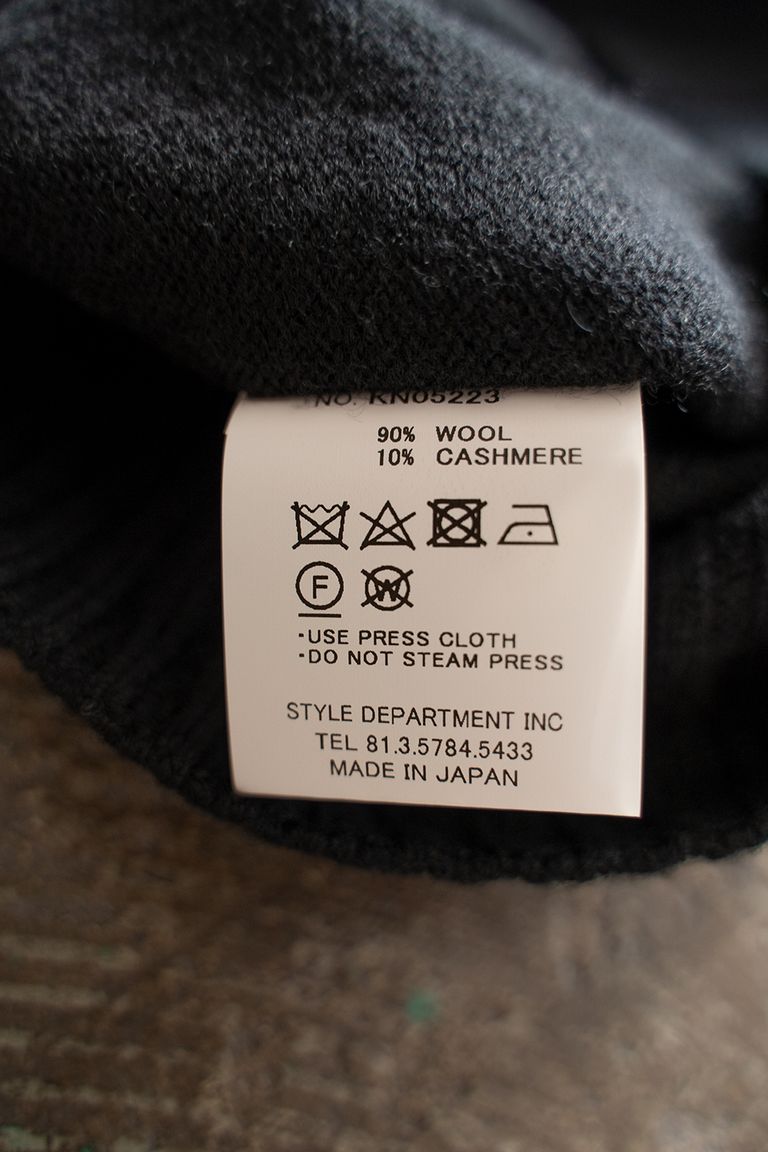 NO. KN05223
90% WOOL
10% CASHMERE
F W
·USE PRESS CLOTH
·DO NOT STEAM PRESS
STYLE DEPARTMENT INC
TEL 81.3.5784.5433
MADE IN JAPAN